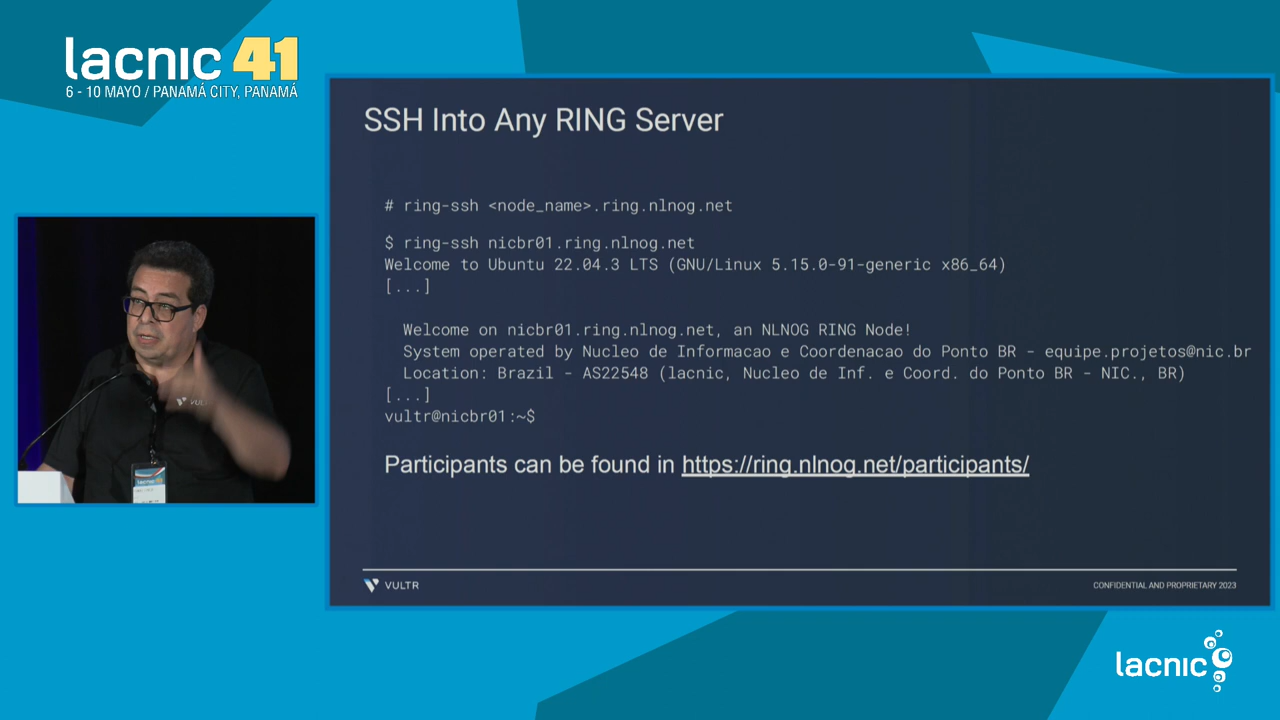 lacnic 41
6 - 10 MAYO / PANAMÁ CITY, PANAMÁ
SSH Into Any RING Server
# ring-ssh <node_name>.ring.nlnog.net
$ ring-ssh nicbr01.ring.nlnog.net
Welcome to Ubuntu 22.04.3 LTS (GNU/Linux 5.15.0-91-generic x86_64)
[...]
Welcome on nicbr01.ring.nlnog.net, an NLNOG RING Node!
System operated by Nucleo de Informacao e Coordenacao do Ponto BR - equipe.projetos@nic.br
Location: Brazil - AS22548 (lacnic, Nucleo de Inf. e Coord. do Ponto BR - NIC., BR)
[...]
vultr@nicbr01:~$
Participants can be found in https://ring.nlnog.net/participants/
VULTR
CONFIDENTIAL AND PROPRIETARY 2023
VULTR
lacnic 41
lacnic